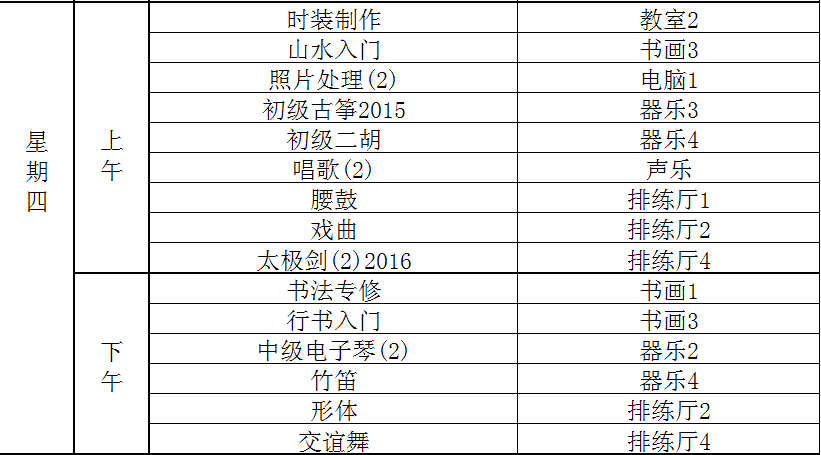 星期四
上午
时装制作 教室2
山水入门 书画3
照片处理(2) 电脑1
初级古筝2015 器乐3
初级二胡 器乐4
唱歌(2) 声乐
腰鼓 排练厅1
戏曲 排练厅2
太极剑(2)2016 排练厅4
下午
书法专修 书画1
行书入门 书画3
中级电子琴(2) 器乐2
竹笛 器乐4
形体 排练厅2
交谊舞 排练厅4